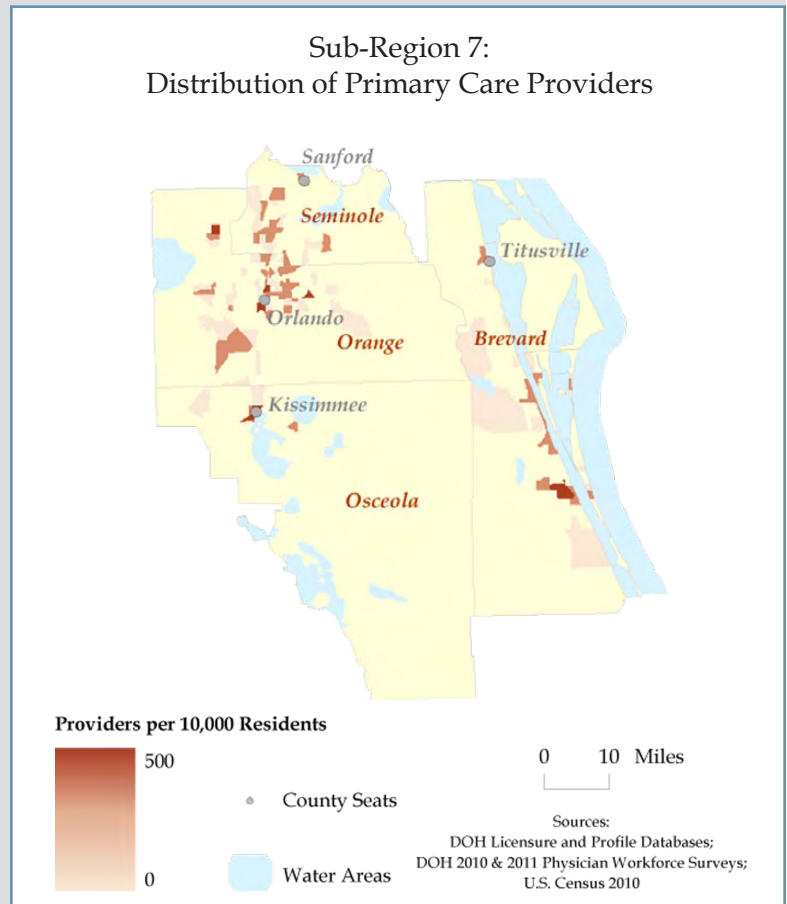 Sub-Region 7:
Distribution of Primary Care Providers
Sanford
Seminole
Titusville
Orlando
Orange
Brevard
Kissimmee
Osceola
Providers per 10,000 Residents
500
0
County Seats
Water Areas
0 10 Miles
Sources:
DOH Licensure and Profile Databases;
DOH 2010 & 2011 Physician Workforce Surveys;
U.S. Census 2010